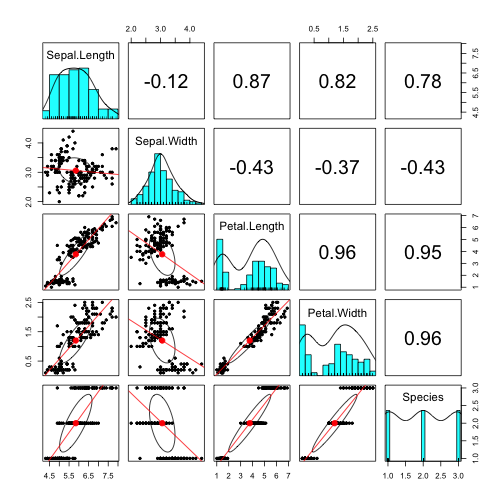 2.0 3.0 4.0
0.5 1.5 2.5
Sepal.Length
-0.12
0.87
0.82
0.78
4.5 5.5 6.5 7.5
2.0 3.0 4.0
Sepal.Width
-0.43
-0.37
-0.43
Petal.Length
0.96
0.95
1 2 3 4 5 6 7
0.5 1.5 2.5
Petal.Width
0.96
Species
1.0 1.5 2.0 2.5 3.0
4.5 5.5 6.5 7.5
1 2 3 4 5 6 7
1.0 1.5 2.0 2.5 3.0